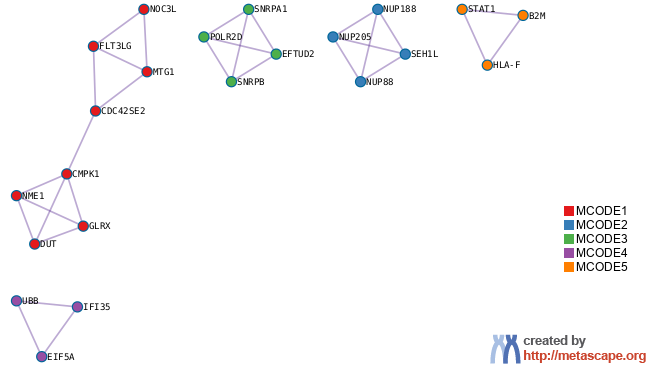 NOC3L
SNRPA1
NUP188
STAT1
B2M
FLT3LG
POLR2D
EFTUD2
NUP205
SEH1L
HLA-F
MTG1
SNRPB
NUP88
CDC42SE2
CMPK1
NME1
GLRX
DUT
MCODE1
MCODE2
MCODE3
MCODE4
MCODE5
UBB
IFI35
EIF5A
created by
http://metascape.org